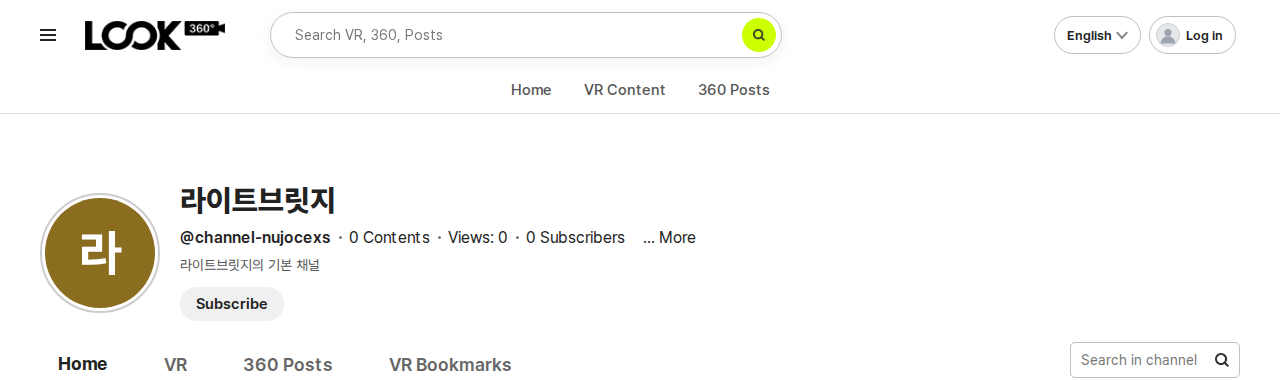 LOOK 360°
Search VR, 360, Posts
English
Log in
Home
VR Content
360 Posts
라
라이트브릿지
@channel-nujocexs · 0 Contents · Views: 0 · 0 Subscribers ... More
라이트브릿지의 기본 채널
Subscribe
Home
VR
360 Posts
VR Bookmarks
Search in channel